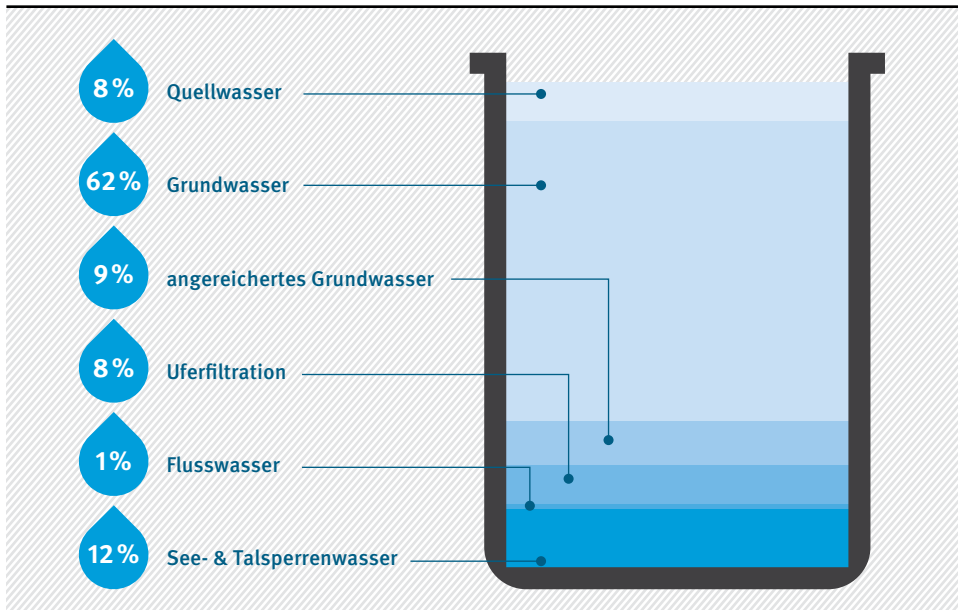 8% Quellwasser
62% Grundwasser
9% angereichertes Grundwasser
8% Uferfiltration
1% Flusswasser
12% See- & Talsperrenwasser